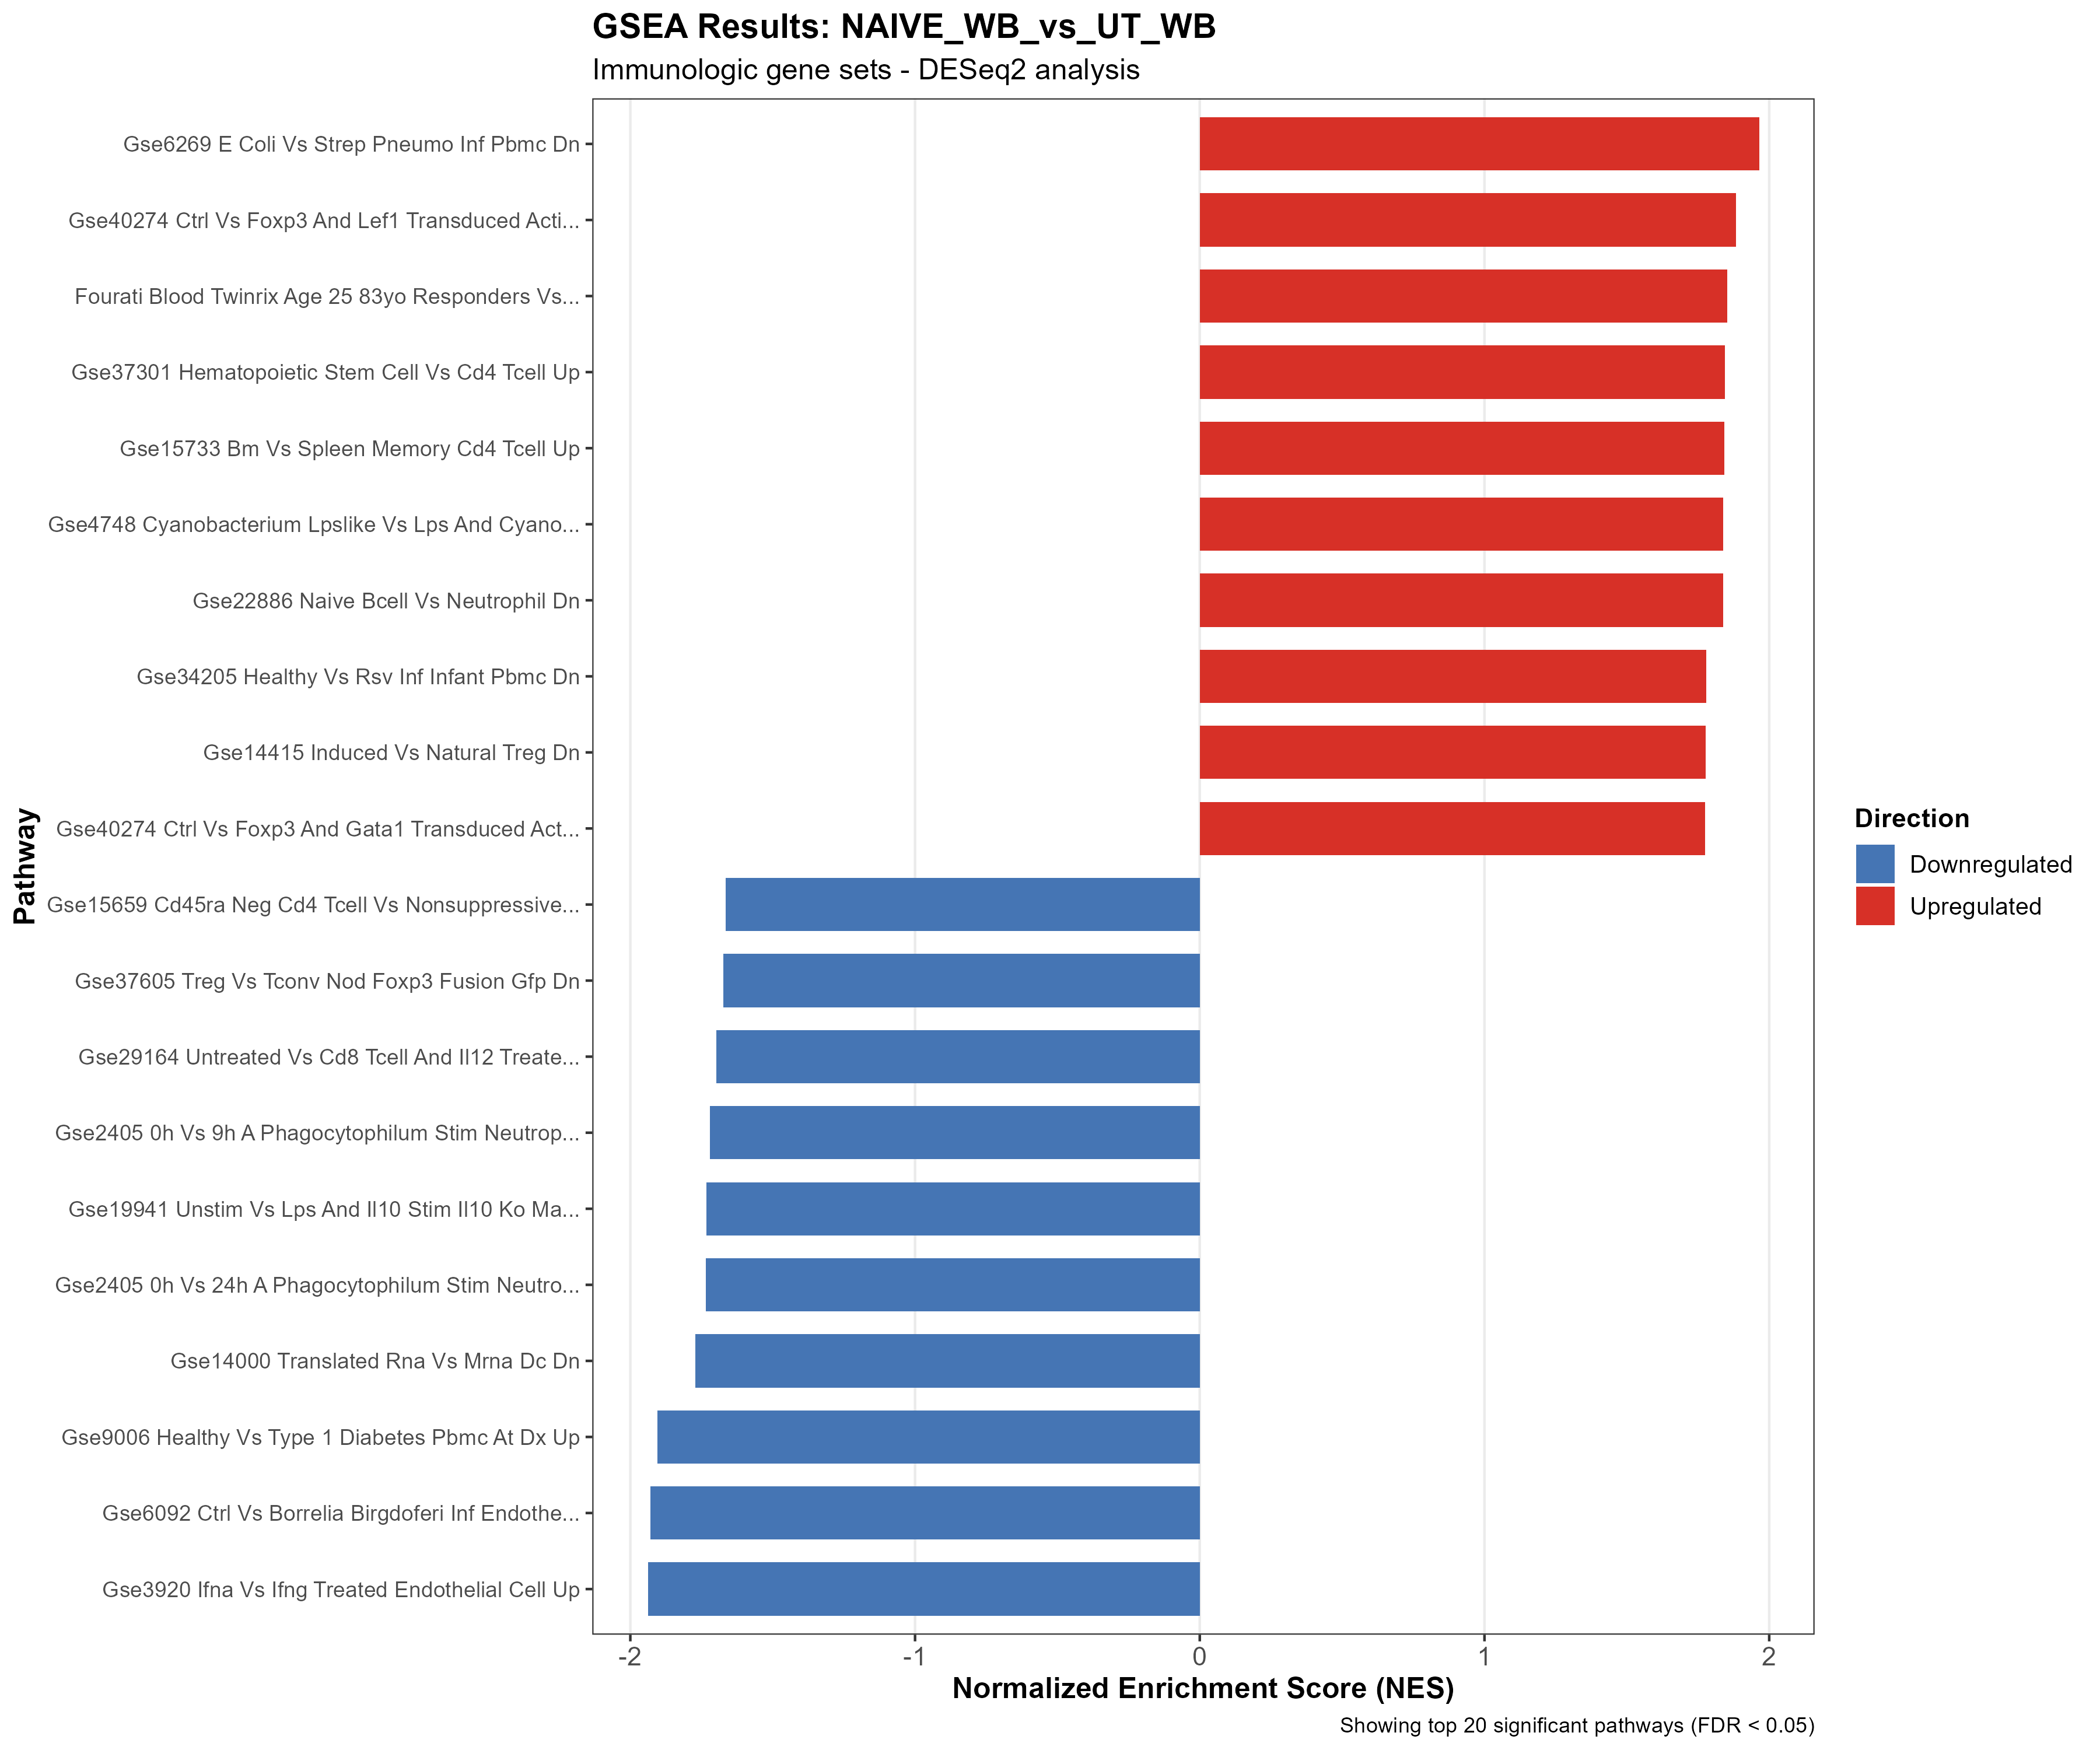 GSEA Results: NAIVE_WB_vs_UT_WB
Immunologic gene sets - DESeq2 analysis
Gse6269 E Coli Vs Strep Pneumo Inf Pbmc Dn
Gse40274 Ctrl Vs Foxp3 And Lef1 Transduced Acti...
Fourati Blood Twinrix Age 25 83yo Responders Vs...
Gse37301 Hematopoietic Stem Cell Vs Cd4 Tcell Up
Gse15733 Bm Vs Spleen Memory Cd4 Tcell Up
Gse4748 Cyanobacterium Lpslike Vs Lps And Cyano...
Gse22886 Naive Bcell Vs Neutrophil Dn
Gse34205 Healthy Vs Rsv Inf Infant Pbmc Dn
Gse14415 Induced Vs Natural Treg Dn
Gse40274 Ctrl Vs Foxp3 And Gata1 Transduced Act...
Gse15659 Cd45ra Neg Cd4 Tcell Vs Nonsuppressive...
Gse37605 Treg Vs Tconv Nod Foxp3 Fusion Gfp Dn
Gse29164 Untreated Vs Cd8 Tcell And Il12 Treate...
Gse2405 0h Vs 9h A Phagocytophilum Stim Neutrop...
Gse19941 Unstim Vs Lps And Il10 Stim Il10 Ko Ma...
Gse2405 0h Vs 24h A Phagocytophilum Stim Neutro...
Gse14000 Translated Rna Vs Mrna Dc Dn
Gse9006 Healthy Vs Type 1 Diabetes Pbmc At Dx Up
Gse6092 Ctrl Vs Borrelia Birgdoferi Inf Endothe...
Gse3920 Ifna Vs Ifng Treated Endothelial Cell Up
Pathway
-2 -1 0 1 2
Normalized Enrichment Score (NES)
Showing top 20 significant pathways (FDR < 0.05)
Direction
Downregulated
Upregulated